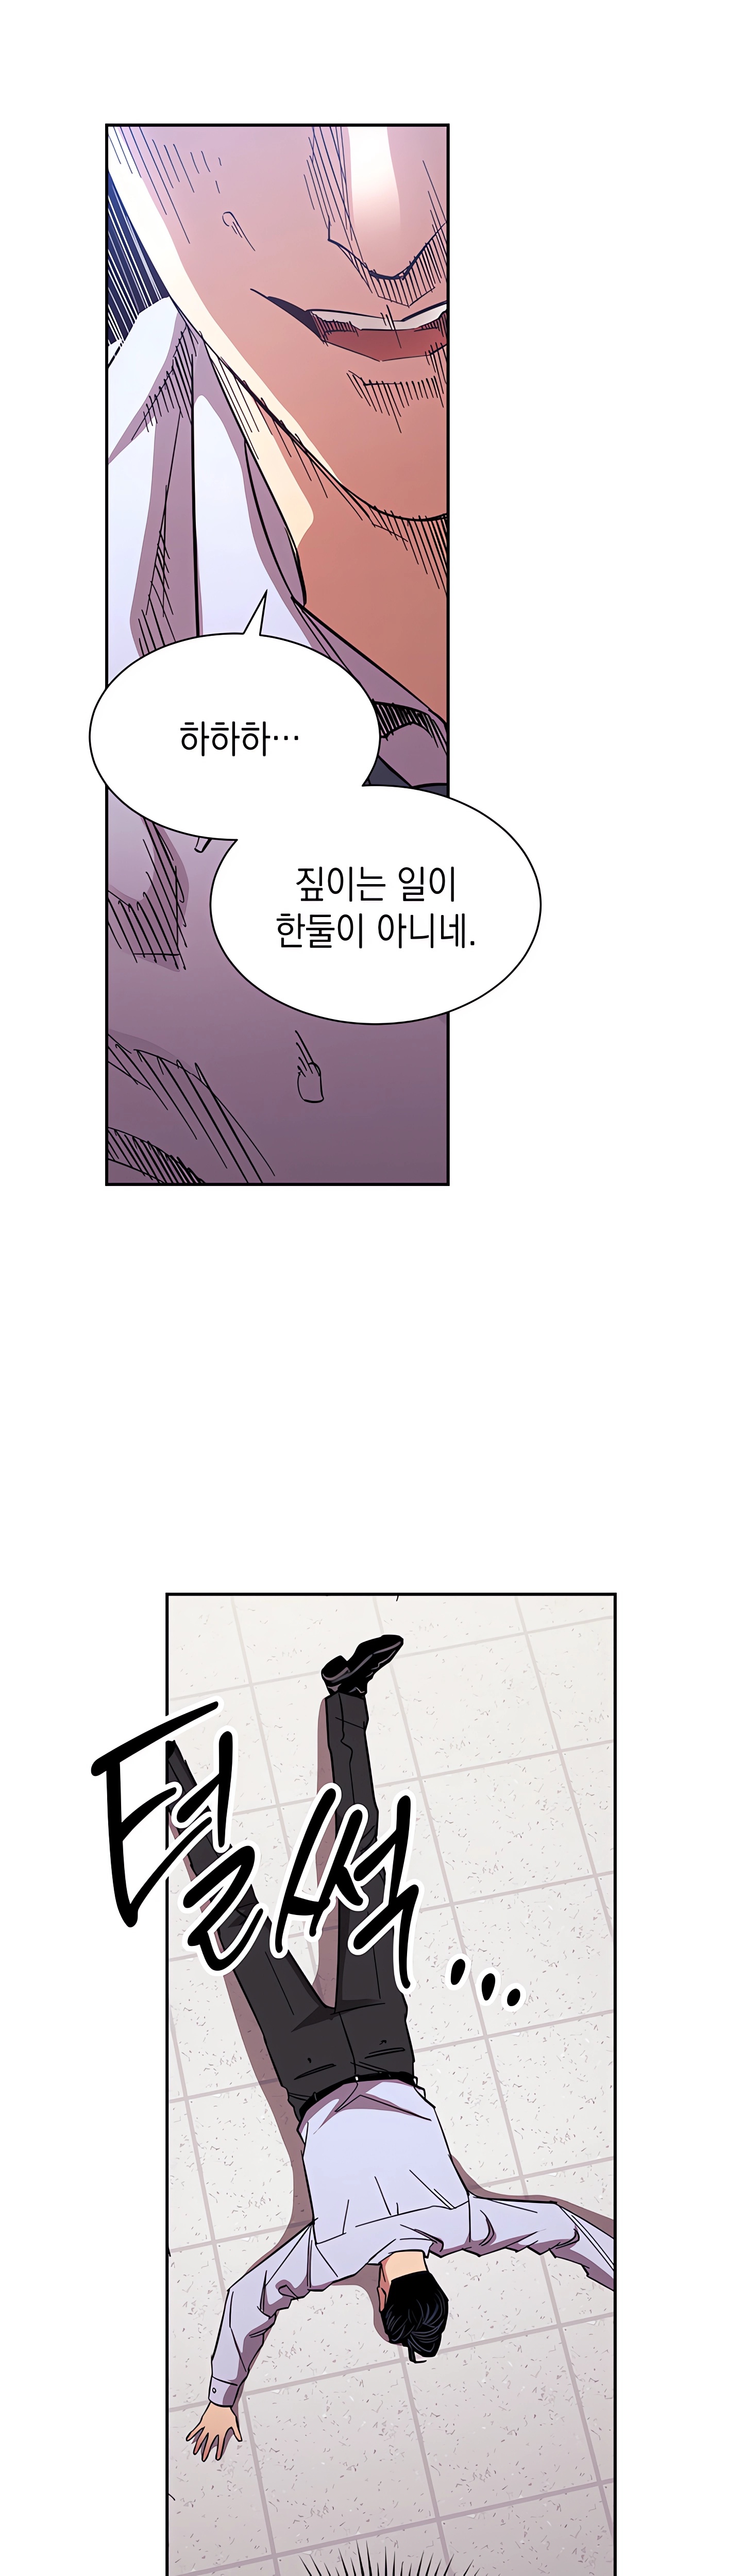 하하하…
짚이는 일이
한둘이 아니네.
털썩…